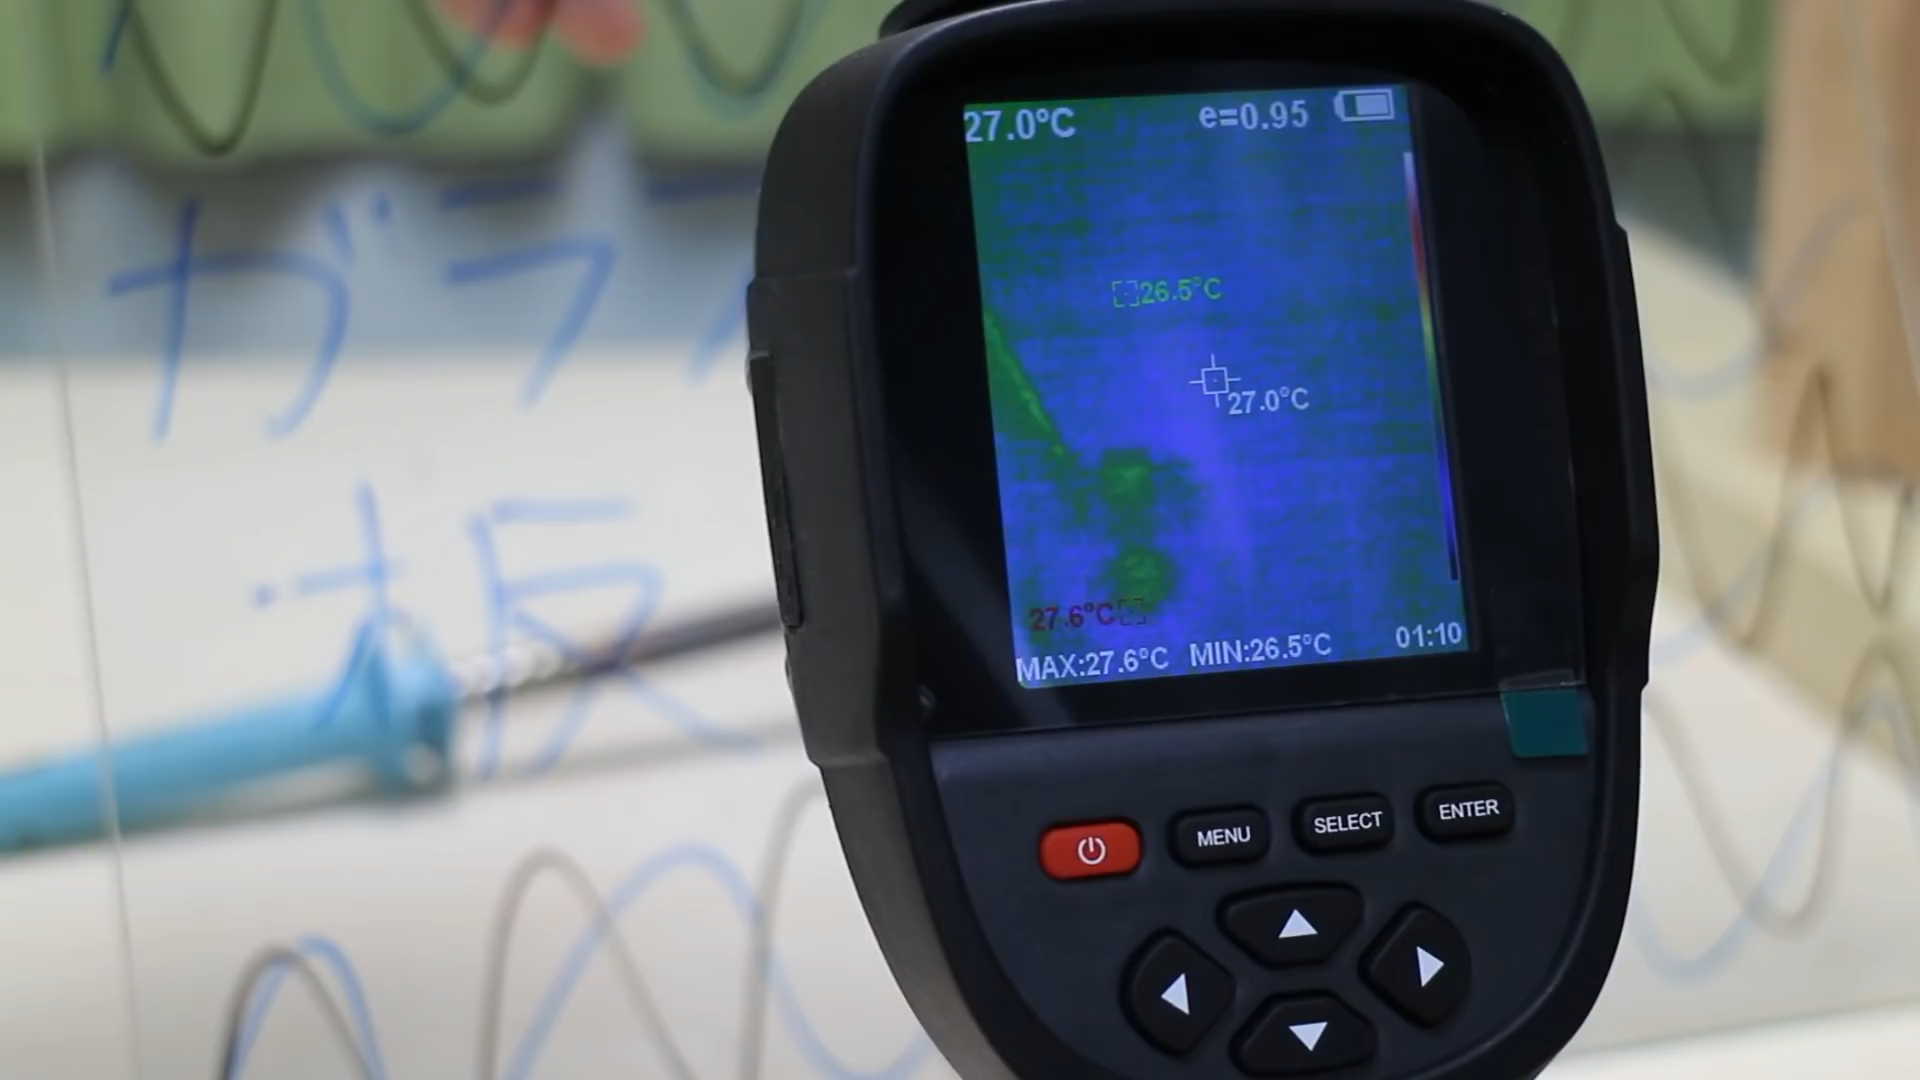 ガラ
板
27.0°C e=0.95
26.5°C
27.0°C
27.6°C
MAX:27.6°C MIN:26.5°C 01:10
MENU SELECT ENTER